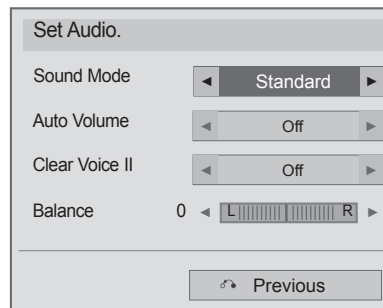 Set Audio.
Sound Mode ◄ Standard ►
Auto Volume ◄ Off ►
Clear Voice II ◄ Off ►
Balance 0 ◄ L R ►
Previous